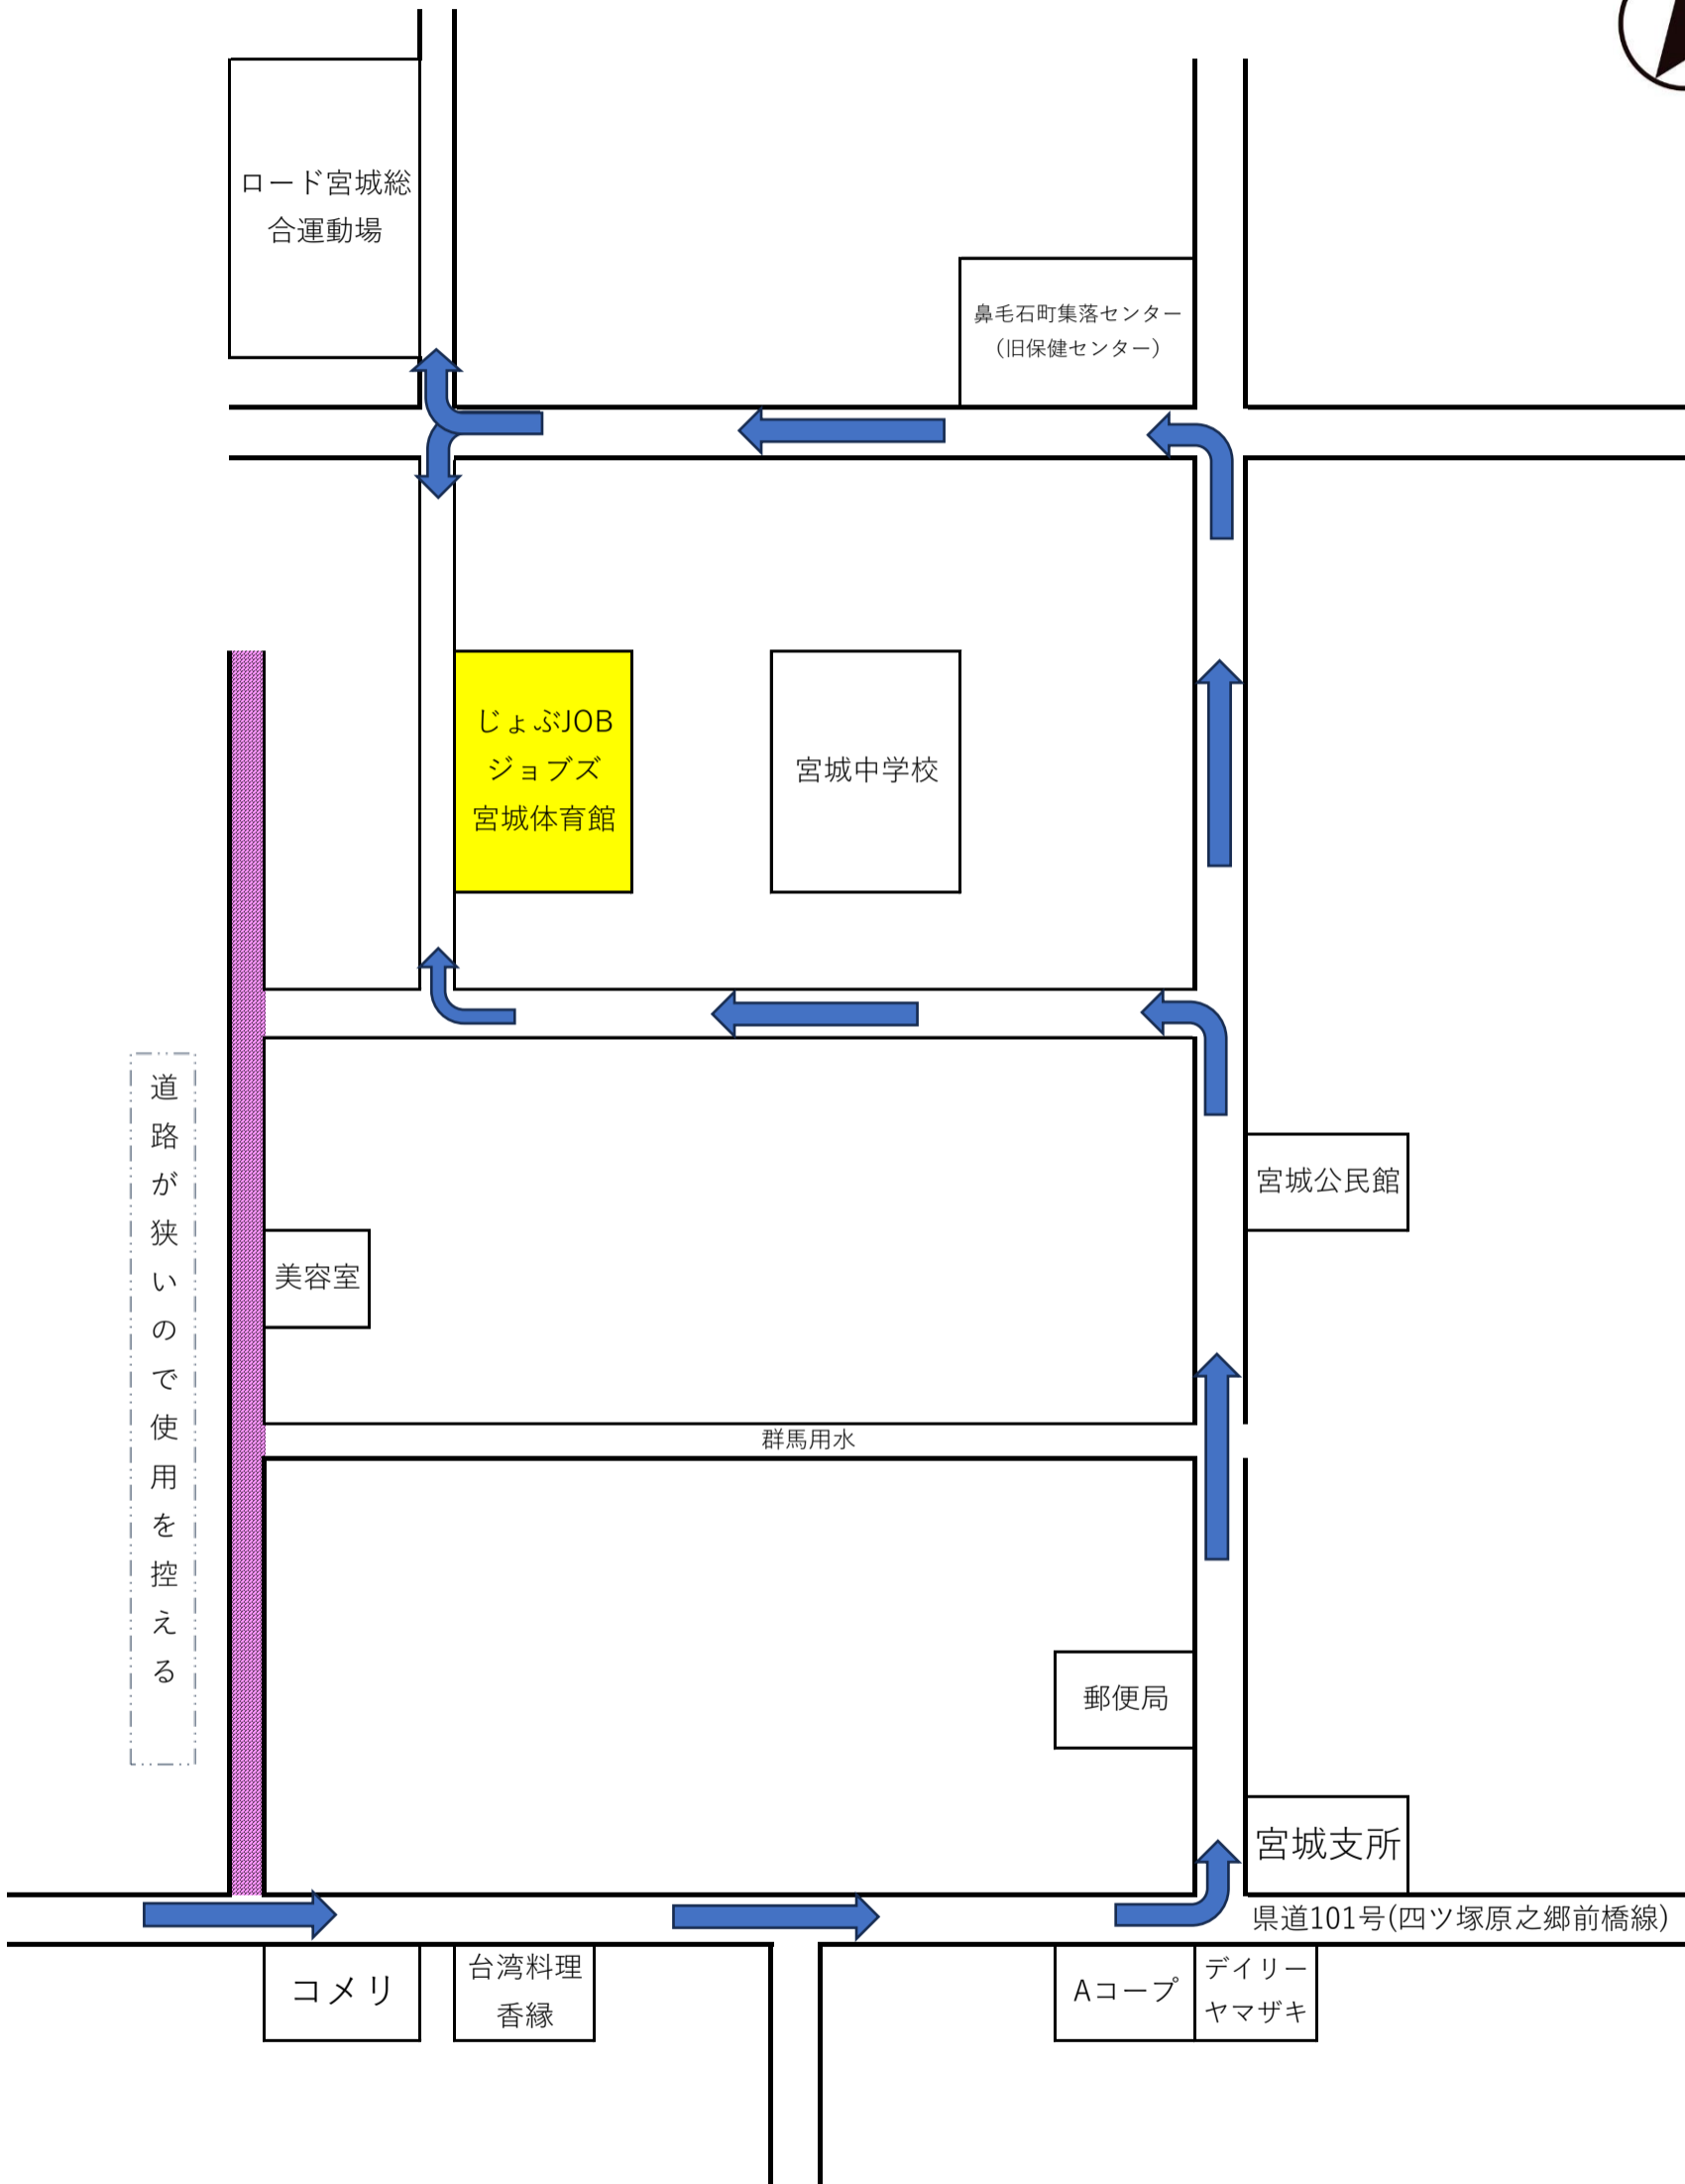 ロード宮城総
合運動場
鼻毛石町集落センター
(旧保健センター)
じょぶJOB
ジョブズ
宮城体育館
宮城中学校
道路が狭いので使用を控える
宮城公民館
美容室
群馬用水
郵便局
宮城支所
県道101号(四ツ塚原之郷前橋線)
コメリ
台湾料理
香縁
Aコープ
デイリー
ヤマザキ